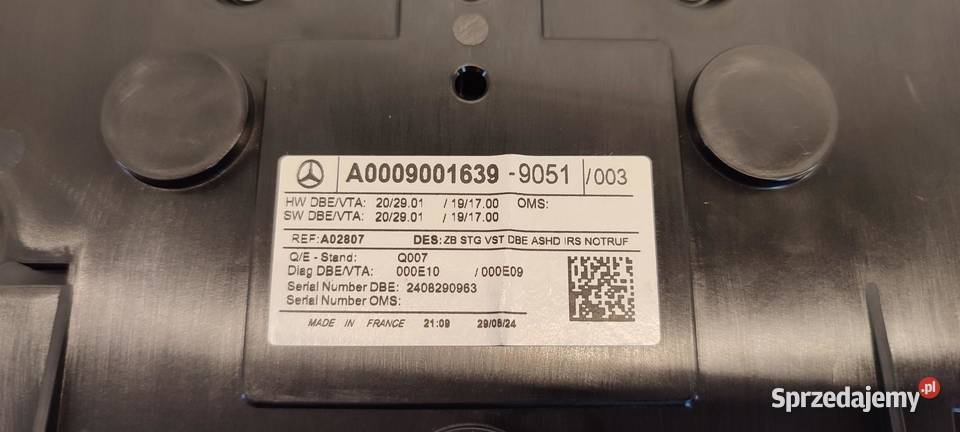 A0009001639 -9051 /003
HW DBE/VTA: 20/29.01 / 19/17.00 OMS:
SW DBE/VTA: 20/29.01 / 19/17.00
REF:A02807 DES:ZB STG VST DBE ASHD IRS NOTRUF
Q/E - Stand: Q007
Diag DBE/VTA: 000E10 /000E09
Serial Number DBE: 2408290963
Serial Number OMS:
MADE IN FRANCE 21:09 29/08/24
Sprzedajemy.pl